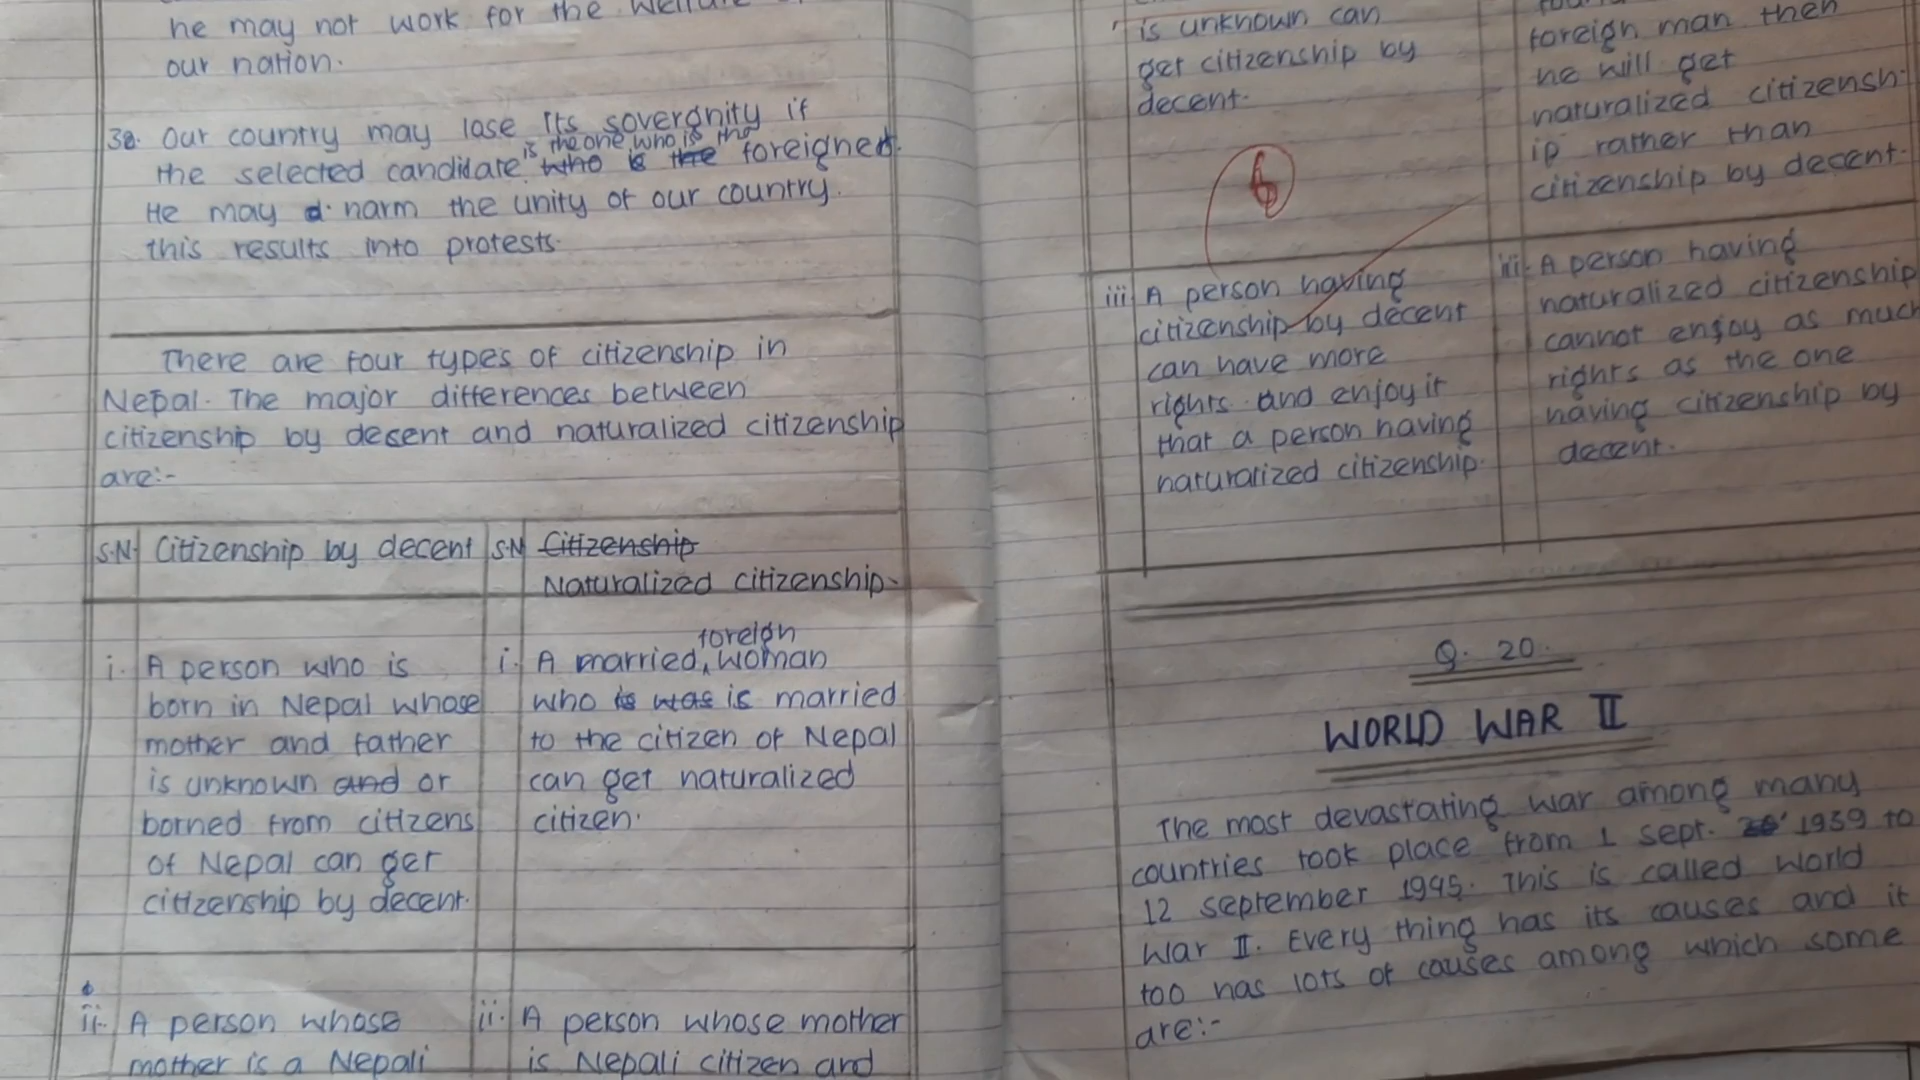 he may not work for the welfare
our nation.
3a. Our country may lose its soverqnity if
is the one who is the
the selected candidate who is the foreigner.
He may d. harm the unity of our country.
this results into protests.
There are four types of citizenship in
Nepal. The major differences between
citizenship by desent and naturalized citizenship
are:-
S.N. Citizenship by decent S.N Citizenship
Naturalized citizenship.
i. A person who is
born in Nepal whose
mother and father
is unknown and or
borned from citizens
of Nepal can get
citizenship by decent.
foreign
i. A married, woman
who is was is married
to the citizen of Nepal
can get naturalized
citizen.
ii. A person whose
mother is a Nepali
ii. A person whose mother
is Nepali citizen and
is unknown can
get citizenship by
decent.
6
foreign man then
he will get
naturalized citizensh-
ip rather than
citizenship by decent.
iii A person having
citizenship by decent
can have more
rights. and enjoy it
that a person having
naturalized citizenship.
iii. A person having
naturalized citizenship
cannot enjoy as much
rights as the one
having citizenship by
decent.
Q. 20.
WORLD WAR II
The most devastating war among many
countries took place from 1 sept. 1939 to
12 september 1945. This is called World
War II. Every thing has its causes and it
too has lots of causes among which some
are:-